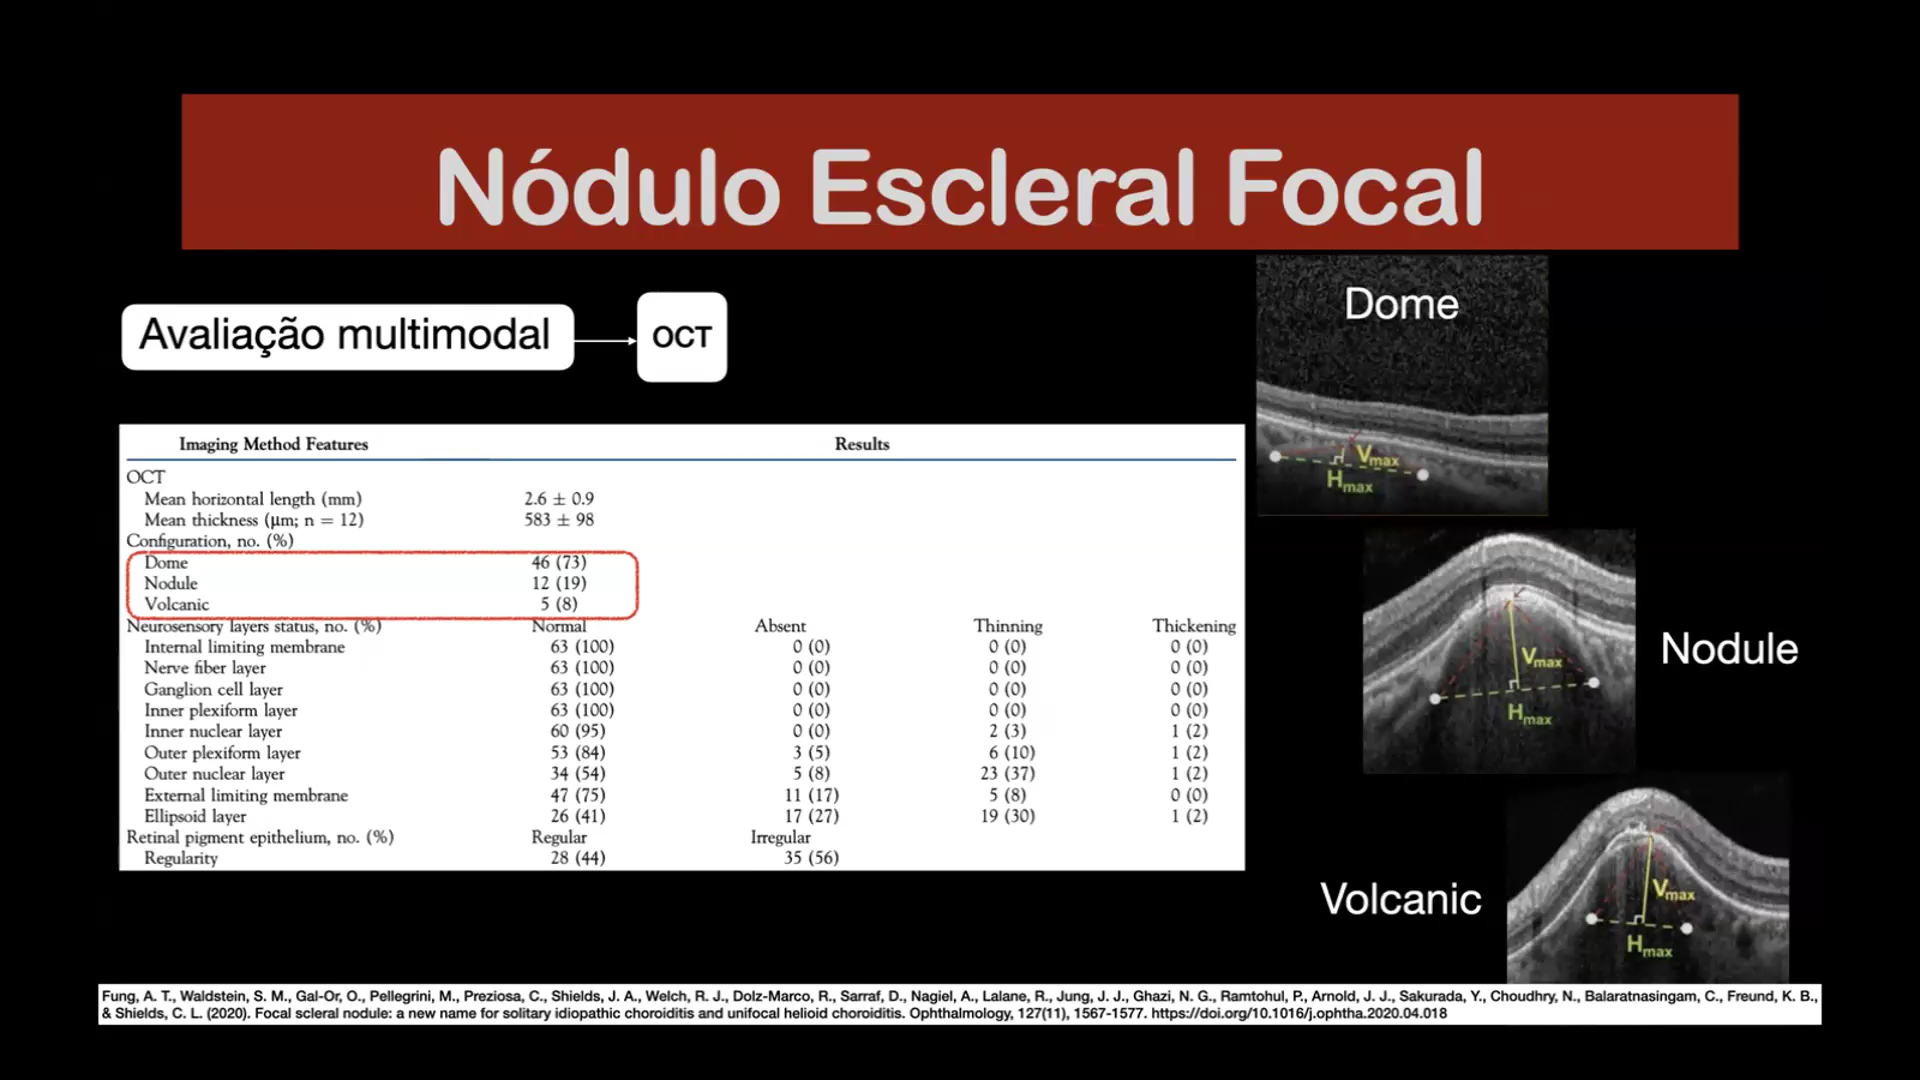 Nódulo Escleral Focal
Avaliação multimodal
OCT
Imaging Method Features Results
OCT
Mean horizontal length (mm) 2.6 ± 0.9
Mean thickness (μm; n = 12) 583 ± 98
Configuration, no. (%)
Dome 46 (73)
Nodule 12 (19)
Volcanic 5 (8)
Neurosensory layers status, no. (%) Normal Absent Thinning Thickening
Internal limiting membrane 63 (100) 0 (0) 0 (0) 0 (0)
Nerve fiber layer 63 (100) 0 (0) 0 (0) 0 (0)
Ganglion cell layer 63 (100) 0 (0) 0 (0) 0 (0)
Inner plexiform layer 63 (100) 0 (0) 0 (0) 0 (0)
Inner nuclear layer 60 (95) 0 (0) 2 (3) 1 (2)
Outer plexiform layer 53 (84) 3 (5) 6 (10) 1 (2)
Outer nuclear layer 34 (54) 5 (8) 23 (37) 1 (2)
External limiting membrane 47 (75) 11 (17) 5 (8) 0 (0)
Ellipsoid layer 26 (41) 17 (27) 19 (30) 1 (2)
Retinal pigment epithelium, no. (%) Regular Irregular
Regularity 28 (44) 35 (56)
Dome
Vmax
Hmax
Nodule
Vmax
Hmax
Volcanic
Vmax
Hmax
Fung, A. T., Waldstein, S. M., Gal-Or, O., Pellegrini, M., Preziosa, C., Shields, J. A., Welch, R. J., Dolz-Marco, R., Sarraf, D., Nagiel, A., Lalane, R., Jung, J. J., Ghazi, N. G., Ramtohul, P., Arnold, J. J., Sakurada, Y., Choudhry, N., Balaratnasingam, C., Freund, K. B.,
& Shields, C. L. (2020). Focal scleral nodule: a new name for solitary idiopathic choroiditis and unifocal helioid choroiditis. Ophthalmology, 127(11), 1567-1577. https://doi.org/10.1016/j.ophtha.2020.04.018